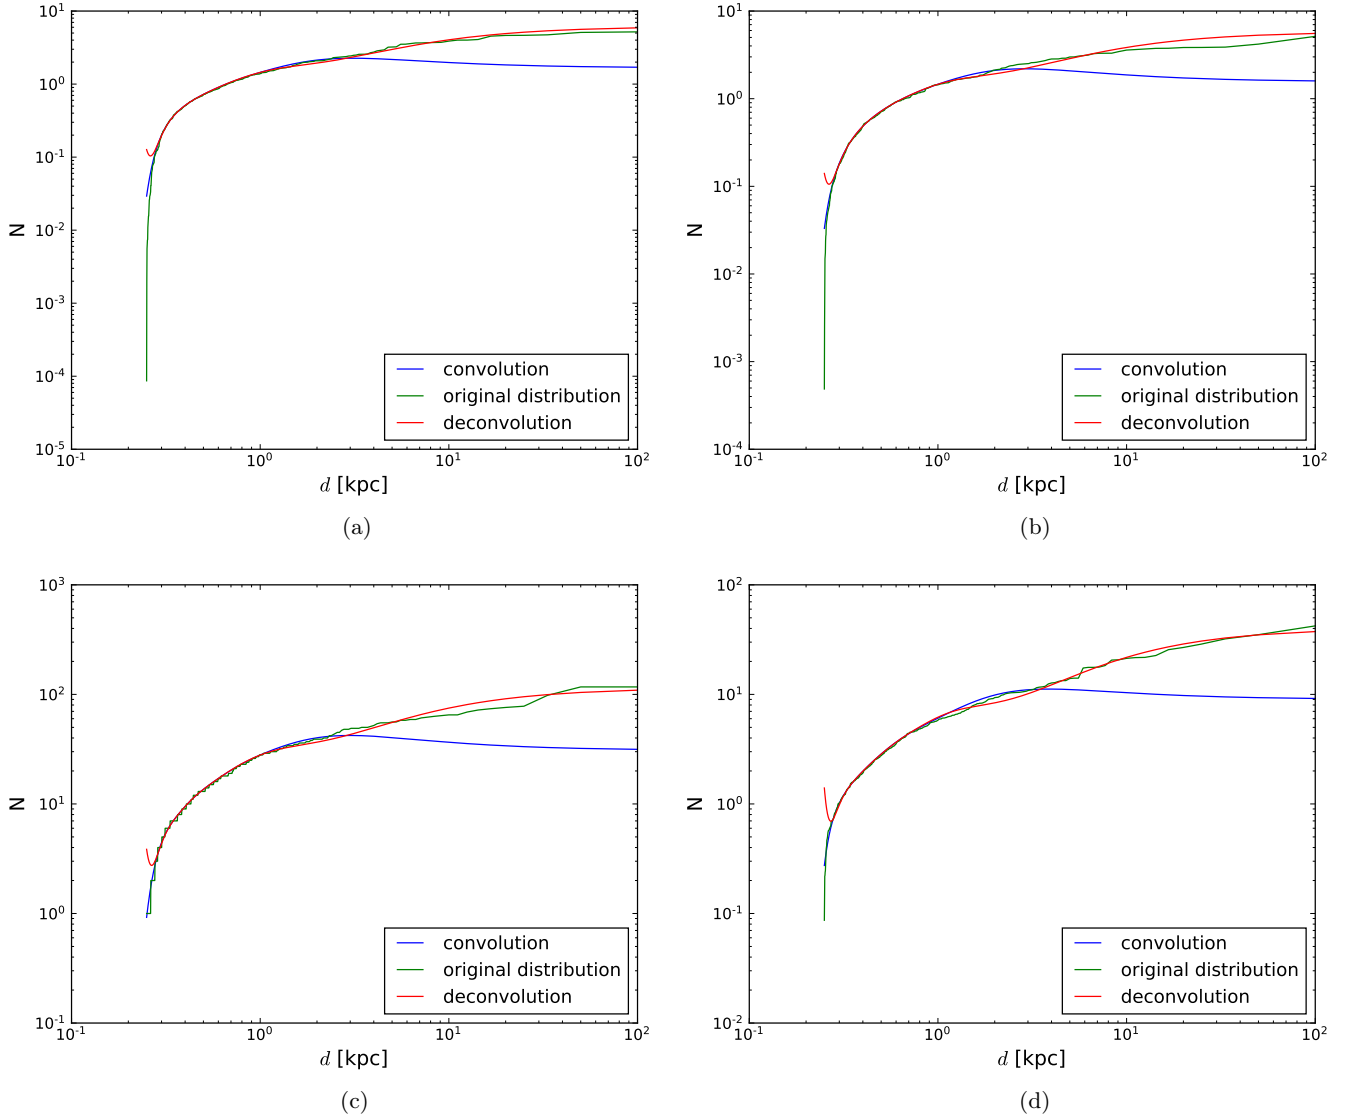 10^1
10^0
10^-1
10^-2
10^-3
10^-4
10^-5
N
convolution
original distribution
deconvolution
10^-1 10^0 10^1 10^2
d [kpc]
(a)
10^1
10^0
10^-1
10^-2
10^-3
10^-4
N
convolution
original distribution
deconvolution
10^-1 10^0 10^1 10^2
d [kpc]
(b)
10^3
10^2
10^1
10^0
10^-1
N
convolution
original distribution
deconvolution
10^-1 10^0 10^1 10^2
d [kpc]
(c)
10^2
10^1
10^0
10^-1
10^-2
N
convolution
original distribution
deconvolution
10^-1 10^0 10^1 10^2
d [kpc]
(d)